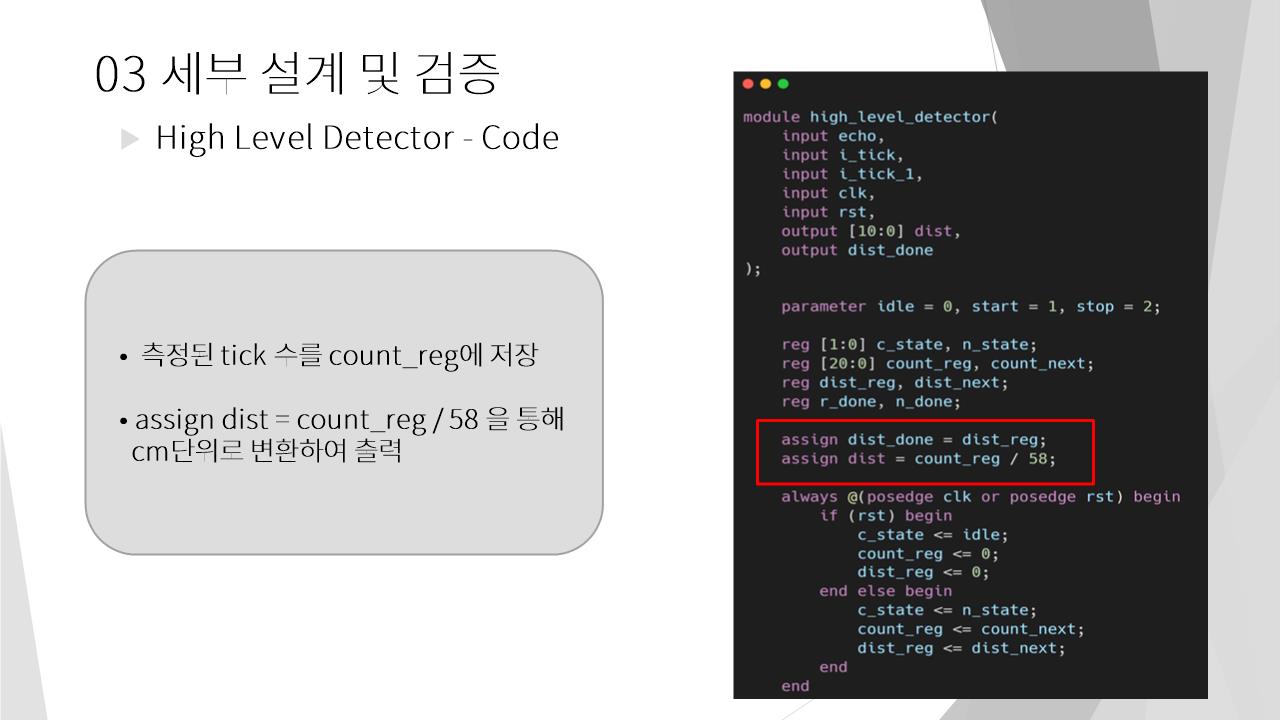 03 세부 설계 및 검증
High Level Detector - Code
• 측정된 tick 수를 count_reg에 저장
• assign dist = count_reg / 58 을 통해
cm단위로 변환하여 출력
module high_level_detector(
    input echo,
    input i_tick,
    input i_tick_1,
    input clk,
    input rst,
    output [10:0] dist,
    output dist_done
);
    parameter idle = 0, start = 1, stop = 2;
    reg [1:0] c_state, n_state;
    reg [20:0] count_reg, count_next;
    reg dist_reg, dist_next;
    reg r_done, n_done;
    assign dist_done = dist_reg;
    assign dist = count_reg / 58;
    always @(posedge clk or posedge rst) begin
        if (rst) begin
            c_state <= idle;
            count_reg <= 0;
            dist_reg <= 0;
        end else begin
            c_state <= n_state;
            count_reg <= count_next;
            dist_reg <= dist_next;
        end
    end